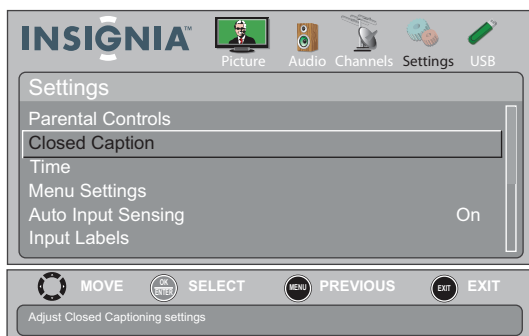 INSIGNIA™
Picture Audio Channels Settings USB
Settings
Parental Controls
Closed Caption
Time
Menu Settings
Auto Input Sensing On
Input Labels
MOVE OK ENTER SELECT MENU PREVIOUS EXIT EXIT
Adjust Closed Captioning settings